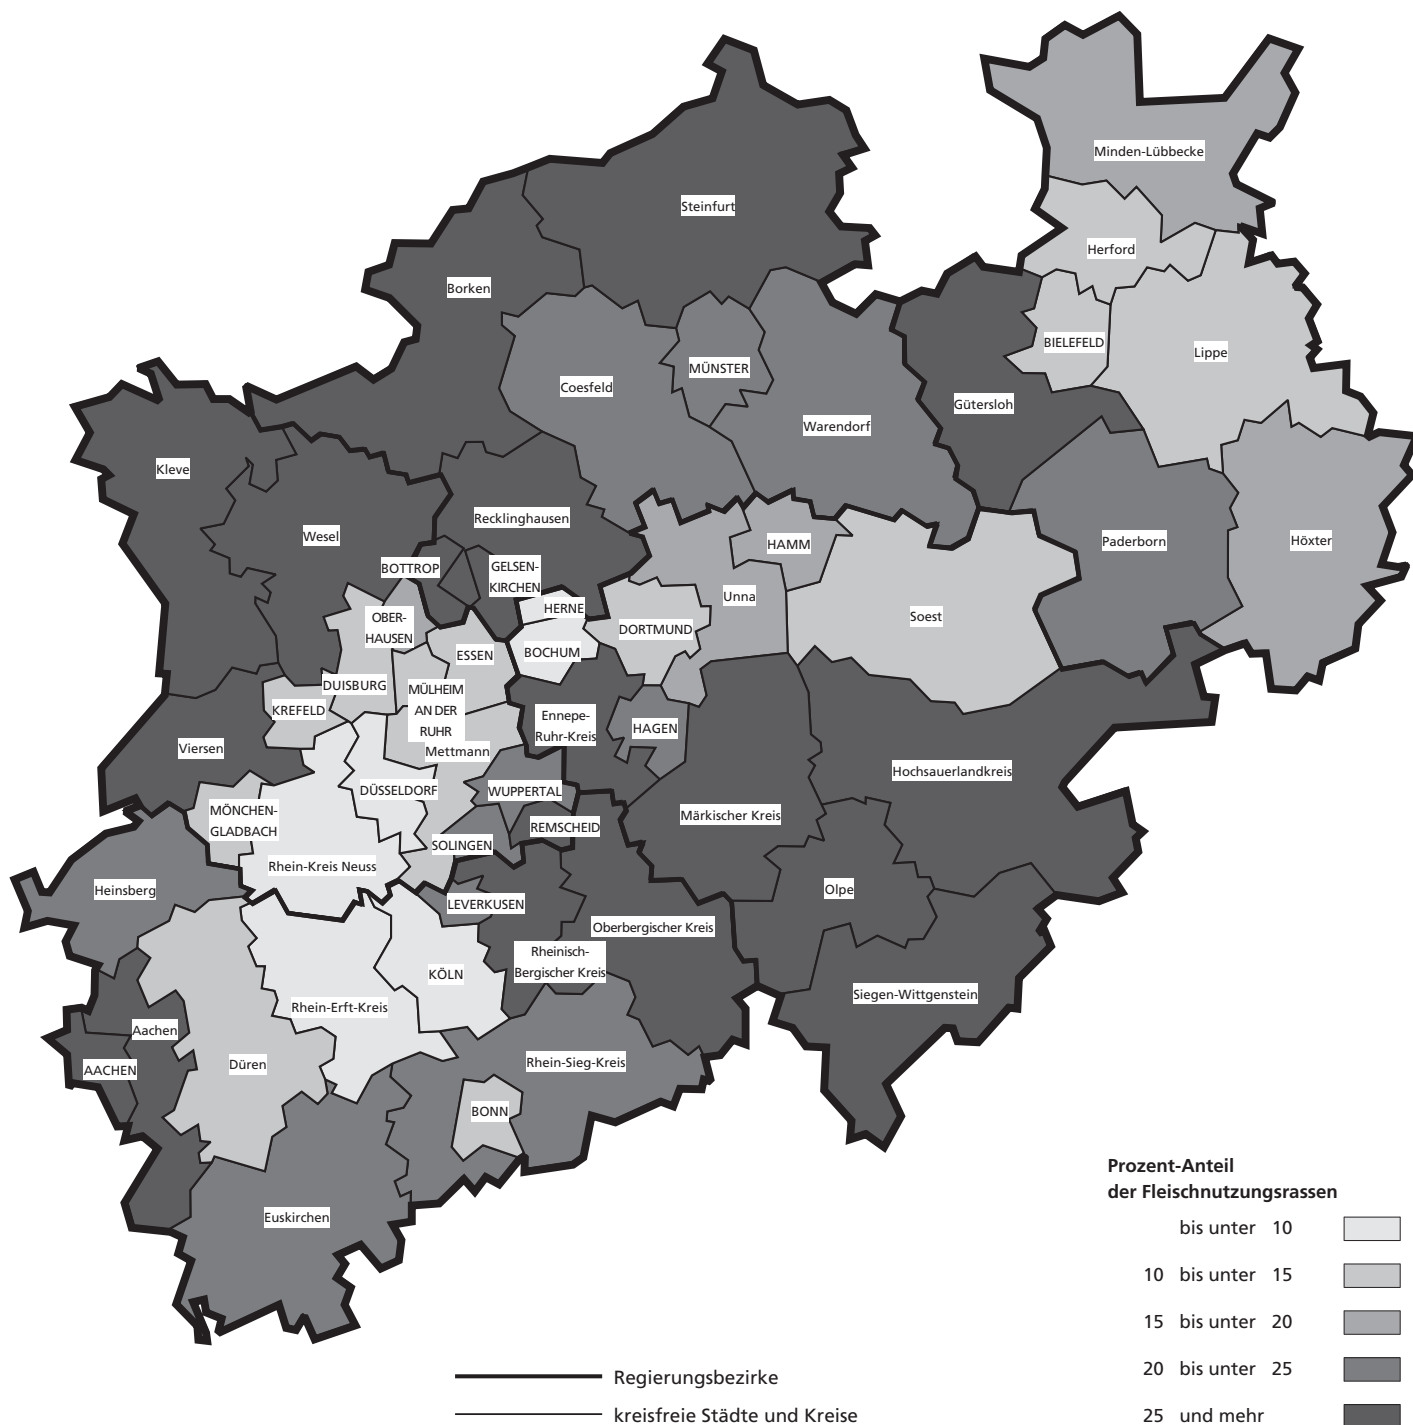 Minden-Lübbecke
Steinfurt
Herford
Borken
BIELEFELD
Lippe
MÜNSTER
Coesfeld
Gütersloh
Warendorf
Kleve
Recklinghausen
Wesel
HAMM
Paderborn
Höxter
BOTTROP
GELSEN-
KIRCHEN
Unna
HERNE
Soest
OBER-
HAUSEN
DORTMUND
BOCHUM
ESSEN
DUISBURG
MÜLHEIM
AN DER
RUHR
KREFELD
Ennepe-
Ruhr-Kreis
HAGEN
Viersen
Mettmann
Hochsauerlandkreis
DÜSSELDORF
WUPPERTAL
MÖNCHEN-
GLADBACH
Märkischer Kreis
REMSCHEID
SOLINGEN
Rhein-Kreis Neuss
Heinsberg
Olpe
LEVERKUSEN
Oberbergischer Kreis
Rheinisch-
Bergischer Kreis
KÖLN
Siegen-Wittgenstein
Rhein-Erft-Kreis
Aachen
Düren
Rhein-Sieg-Kreis
AACHEN
BONN
Euskirchen
Prozent-Anteil
der Fleischnutzungsrassen
bis unter 10
10 bis unter 15
15 bis unter 20
20 bis unter 25
25 und mehr
Regierungsbezirke
kreisfreie Städte und Kreise